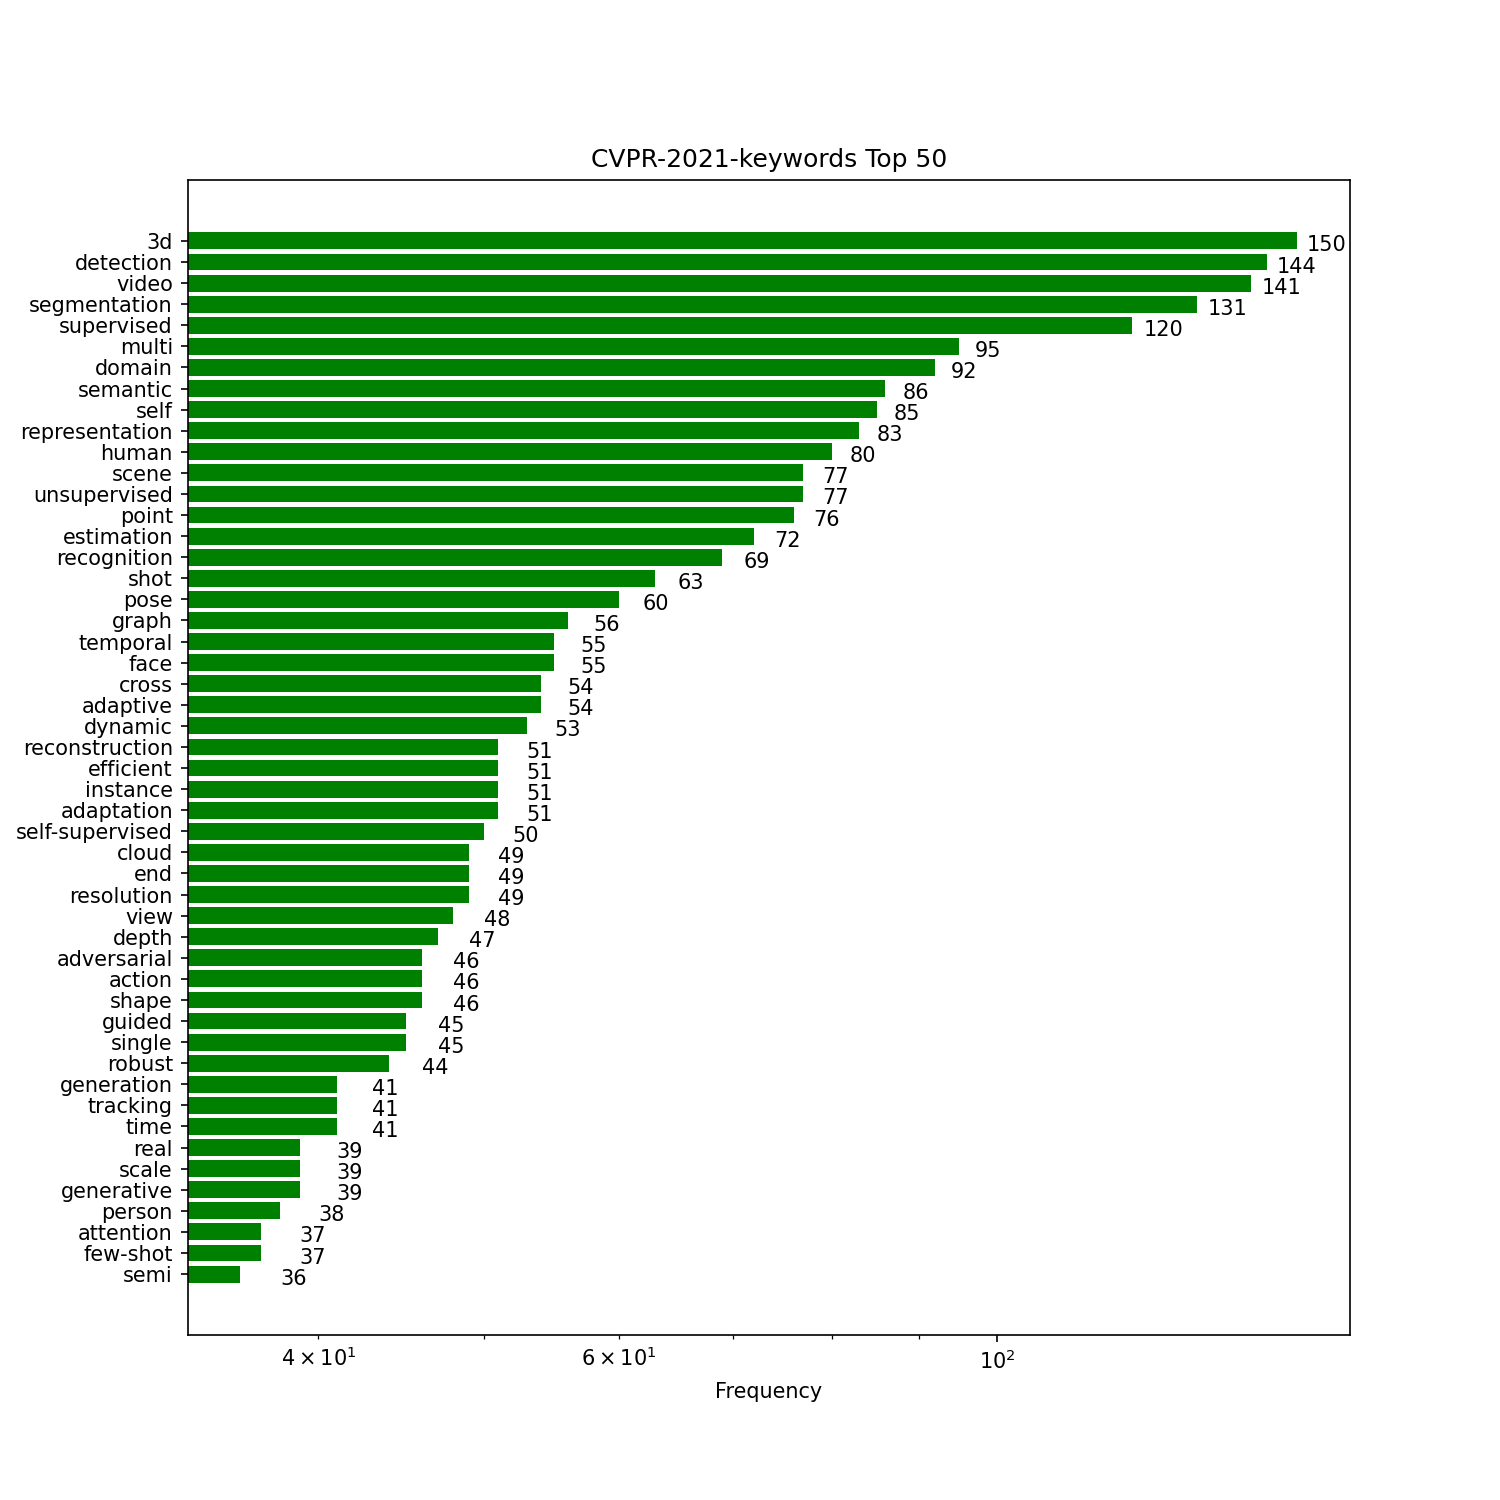 CVPR-2021-keywords Top 50
3d 150
detection 144
video 141
segmentation 131
supervised 120
multi 95
domain 92
semantic 86
self 85
representation 83
human 80
scene 77
unsupervised 77
point 76
estimation 72
recognition 69
shot 63
pose 60
graph 56
temporal 55
face 55
cross 54
adaptive 54
dynamic 53
reconstruction 51
efficient 51
instance 51
adaptation 51
self-supervised 50
cloud 49
end 49
resolution 49
view 48
depth 47
adversarial 46
action 46
shape 46
guided 45
single 45
robust 44
generation 41
tracking 41
time 41
real 39
scale 39
generative 39
person 38
attention 37
few-shot 37
semi 36
4 × 10¹ 6 × 10¹ 10²
Frequency